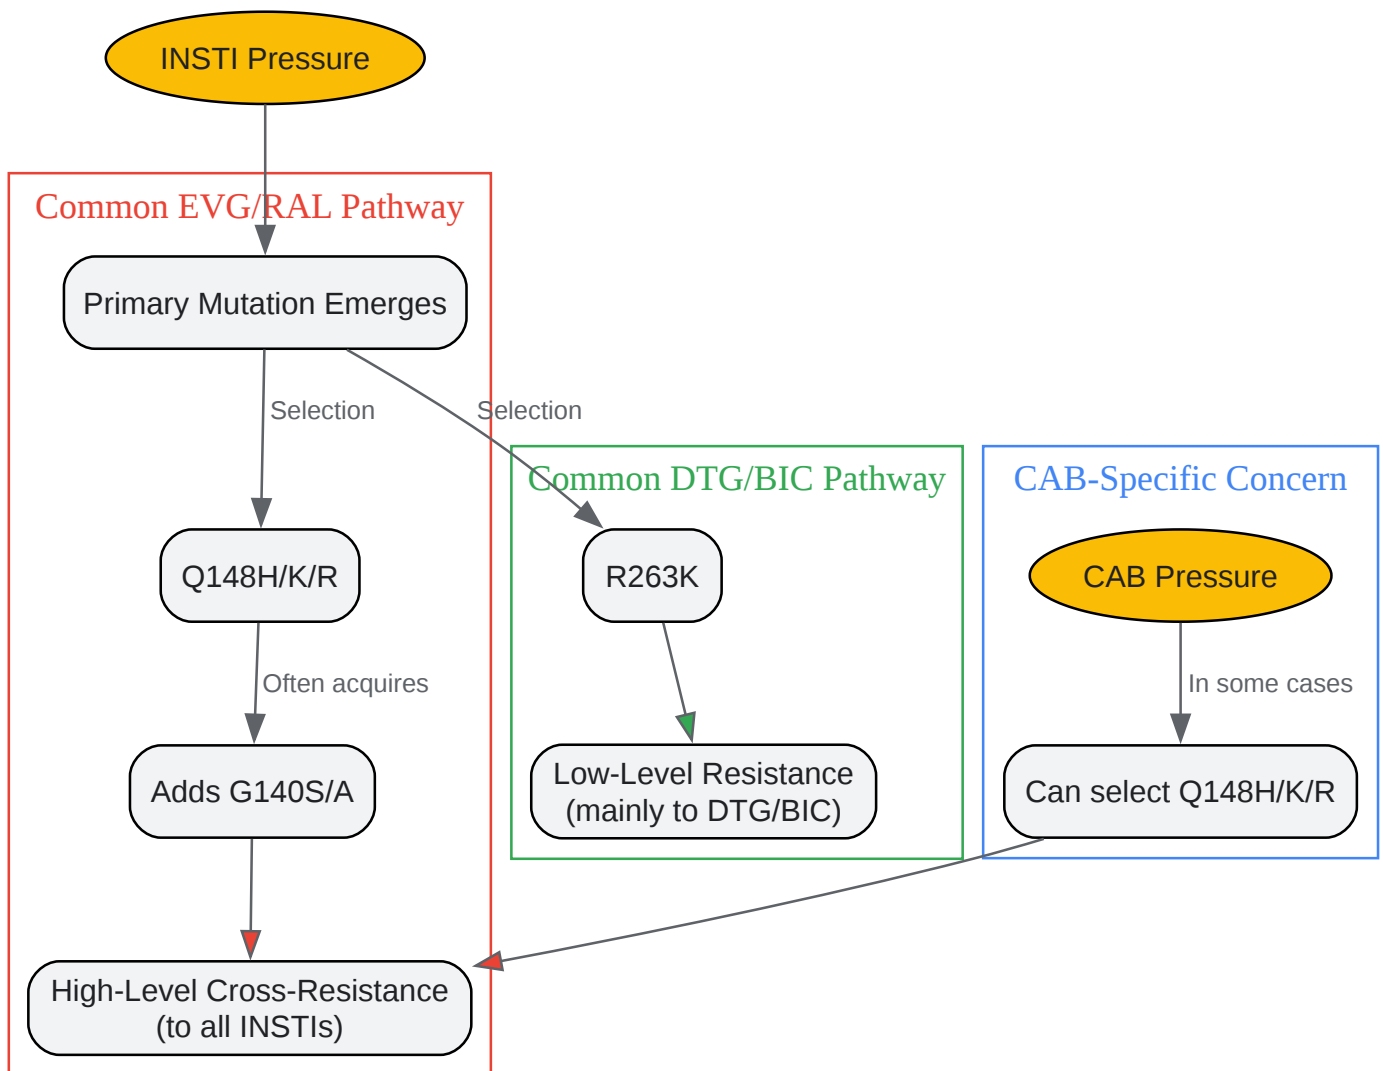 INSTI Pressure
Common EVG/RAL Pathway
Primary Mutation Emerges
Selection
Selection
Common DTG/BIC Pathway
CAB-Specific Concern
Q148H/K/R
R263K
CAB Pressure
Often acquires
In some cases
Adds G140S/A
Low-Level Resistance
(mainly to DTG/BIC)
Can select Q148H/K/R
High-Level Cross-Resistance
(to all INSTIs)